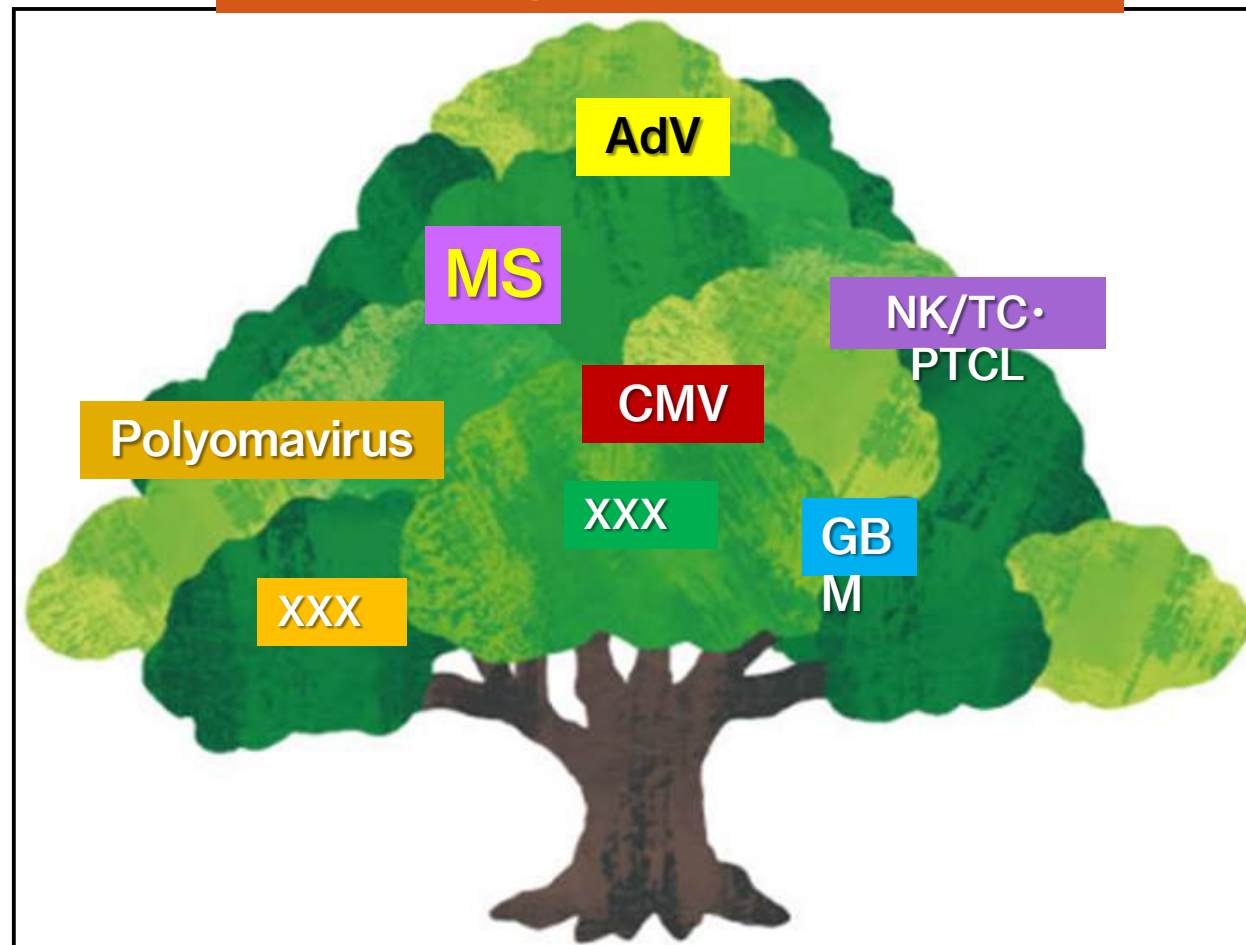 AdV
MS
NK/TC・
PTCL
CMV
Polyomavirus
XXX
GB
M
XXX